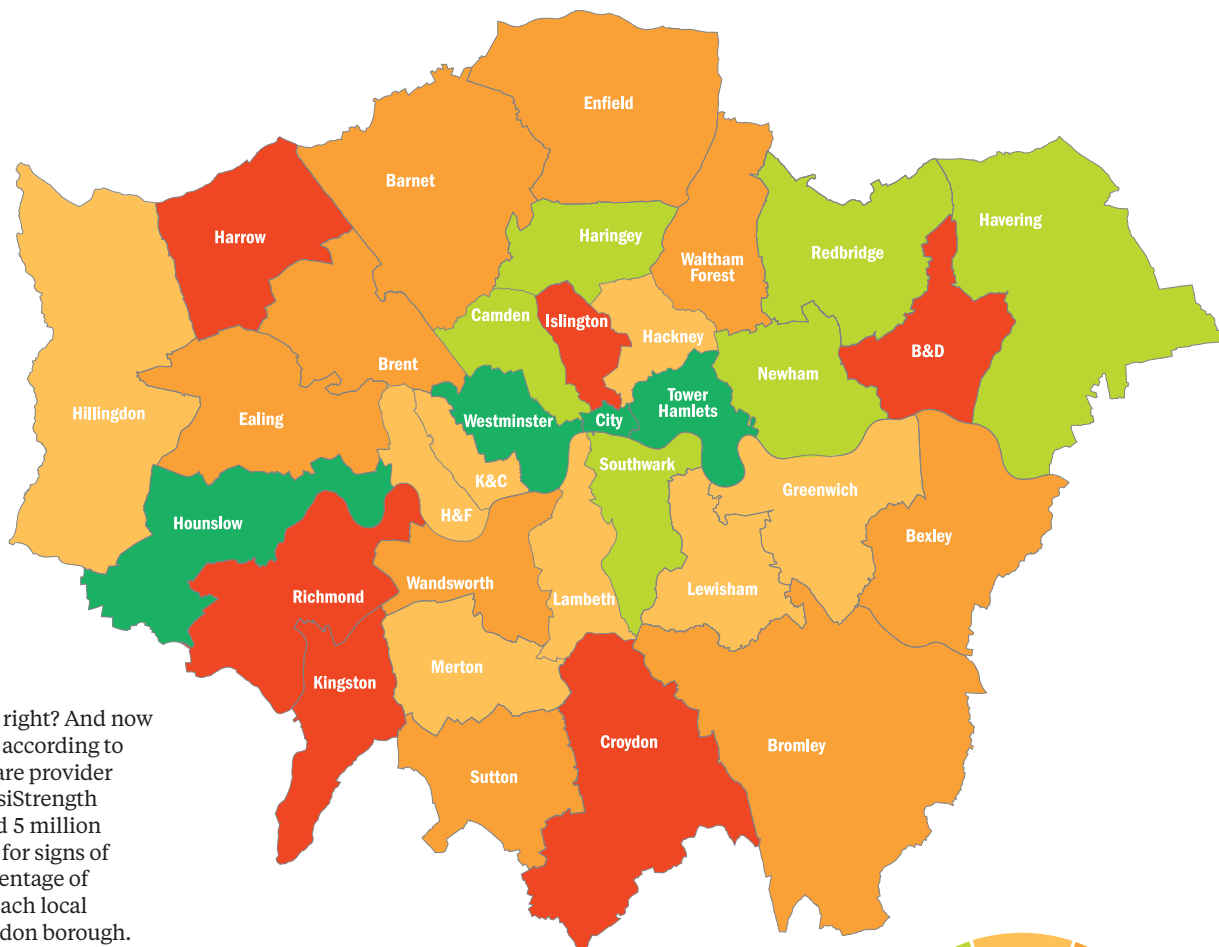 Enfield
Barnet
Harrow
Haringey
Havering
Redbridge
Waltham
Forest
Camden
Islington
Hackney
B&D
Brent
Newham
Hillingdon
Ealing
Westminster
City
Tower
Hamlets
Southwark
K&C
Greenwich
H&F
Hounslow
Bexley
Richmond
Wandsworth
Lambeth
Lewisham
Merton
Kingston
Croydon
Bromley
Sutton
right? And now
according to
are provider
siStrength
d 5 million
for signs of
entage of
ach local
don borough.